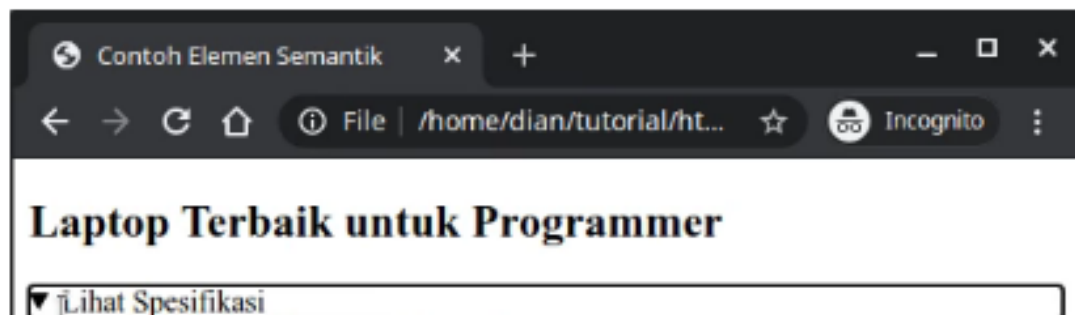 Contoh Elemen Semantik
File | /home/dian/tutorial/ht... Incognito
Laptop Terbaik untuk Programmer
Lihat Spesifikasi